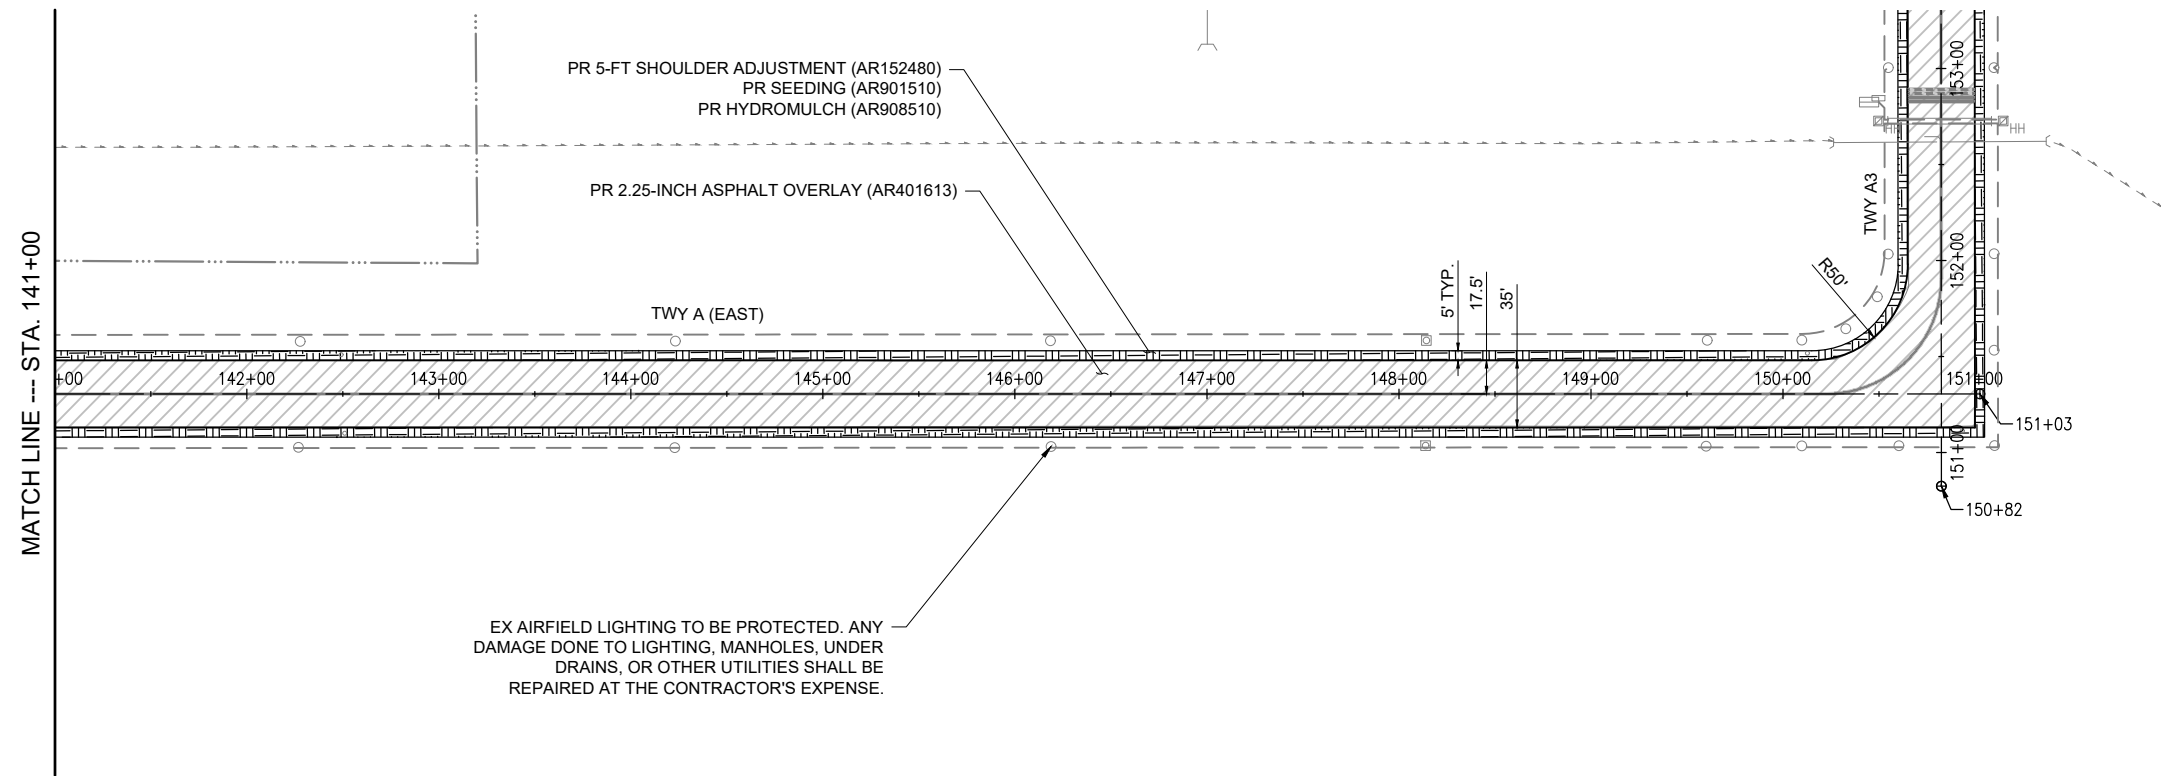 PR 5-FT SHOULDER ADJUSTMENT (AR152480)
PR SEEDING (AR901510)
PR HYDROMULCH (AR908510)
PR 2.25-INCH ASPHALT OVERLAY (AR401613)
MATCH LINE --- STA. 141+00
TWY A (EAST)
5' TYP.
17.5'
35'
R50'
TWY A3
153+00
HH
HH
152+00
+00
142+00
143+00
144+00
145+00
146+00
147+00
148+00
149+00
150+00
151+00
151+03
151+00
150+82
EX AIRFIELD LIGHTING TO BE PROTECTED. ANY
DAMAGE DONE TO LIGHTING, MANHOLES, UNDER
DRAINS, OR OTHER UTILITIES SHALL BE
REPAIRED AT THE CONTRACTOR'S EXPENSE.